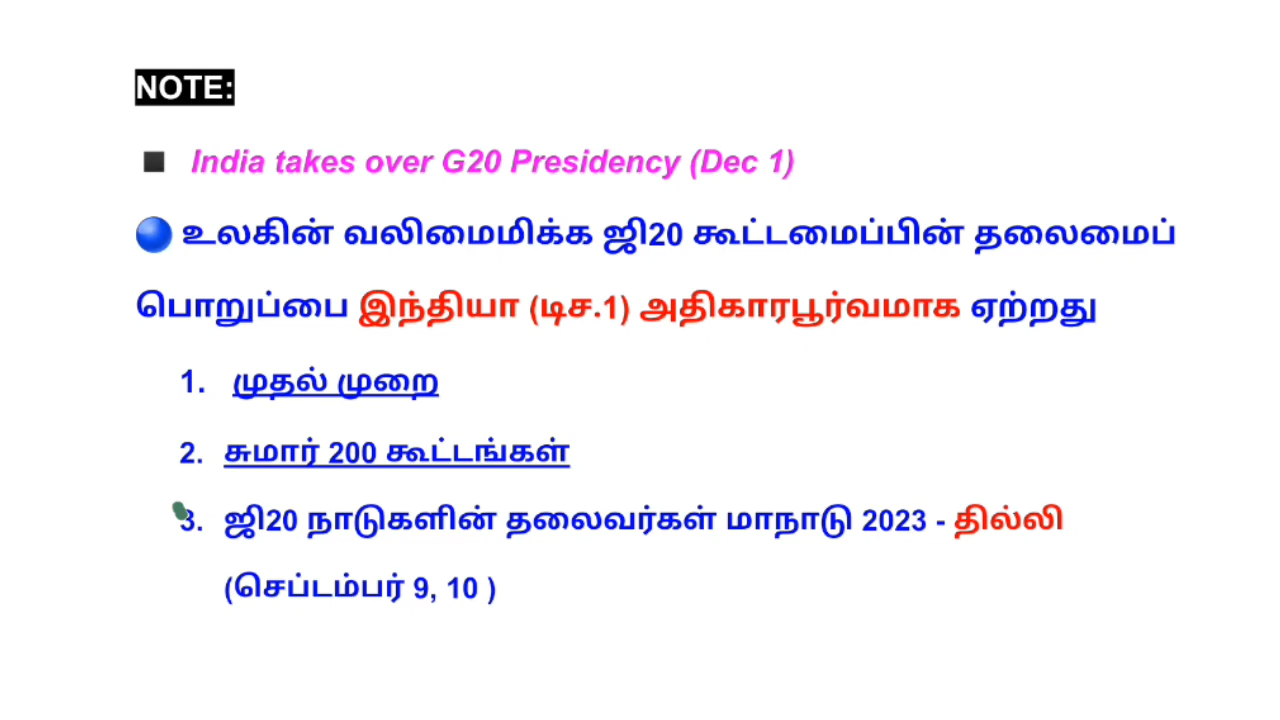 NOTE:
India takes over G20 Presidency (Dec 1)
உலகின் வலிமைமிக்க ஜி20 கூட்டமைப்பின் தலைமைப்
பொறுப்பை இந்தியா (டிச.1) அதிகாரபூர்வமாக ஏற்றது
1. முதல் முறை
2. சுமார் 200 கூட்டங்கள்
3. ஜி20 நாடுகளின் தலைவர்கள் மாநாடு 2023 - தில்லி
(செப்டம்பர் 9, 10 )